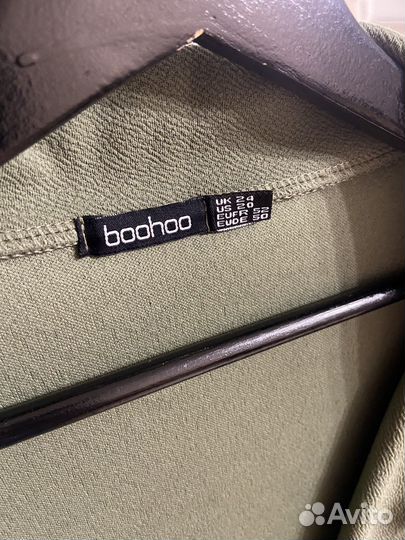 boohoo
UK 24
US 20
EUFR 52
EUDE 50
Avito